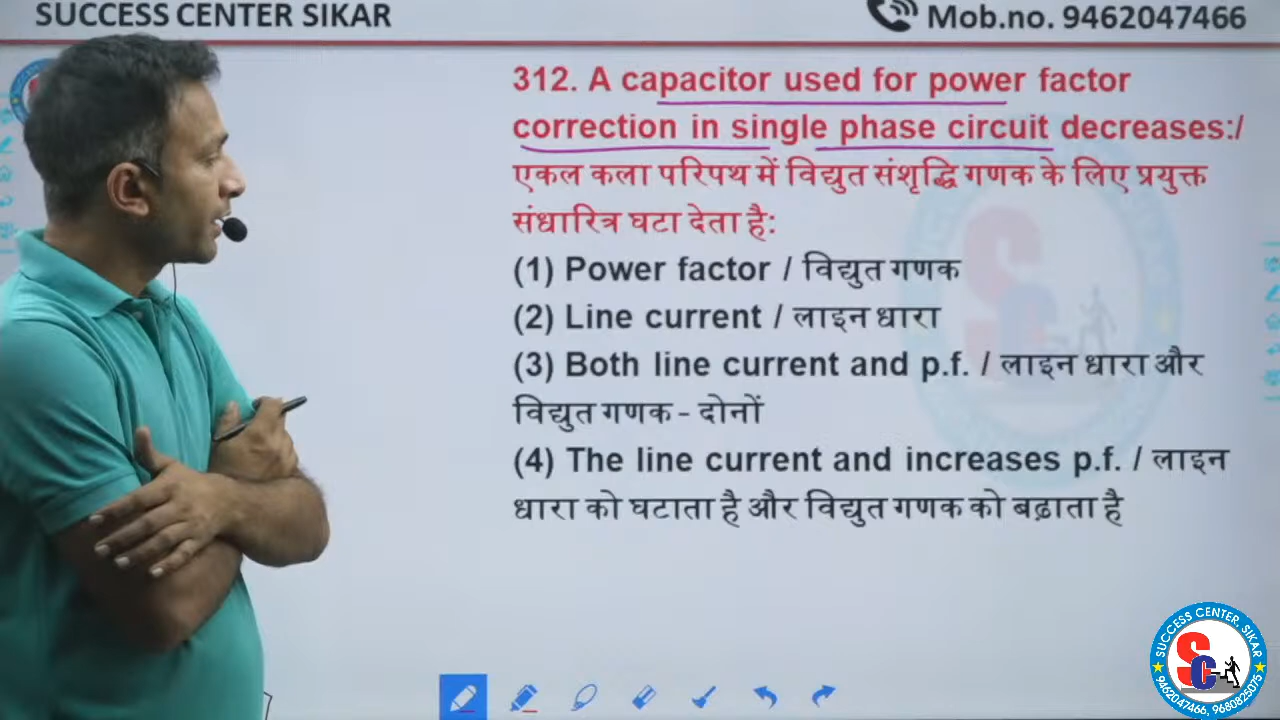 SUCCESS CENTER SIKAR
Mob.no. 9462047466
312. A capacitor used for power factor
correction in single phase circuit decreases:/
एकल कला परिपथ में विद्युत संशृद्धि गणक के लिए प्रयुक्त
संधारित्र घटा देता है:
(1) Power factor / विद्युत गणक
(2) Line current / लाइन धारा
(3) Both line current and p.f. / लाइन धारा और
विद्युत गणक - दोनों
(4) The line current and increases p.f. / लाइन
धारा को घटाता है और विद्युत गणक को बढ़ाता है
SUCCESS CENTER, SIKAR
SC
9462047466, 9680825075